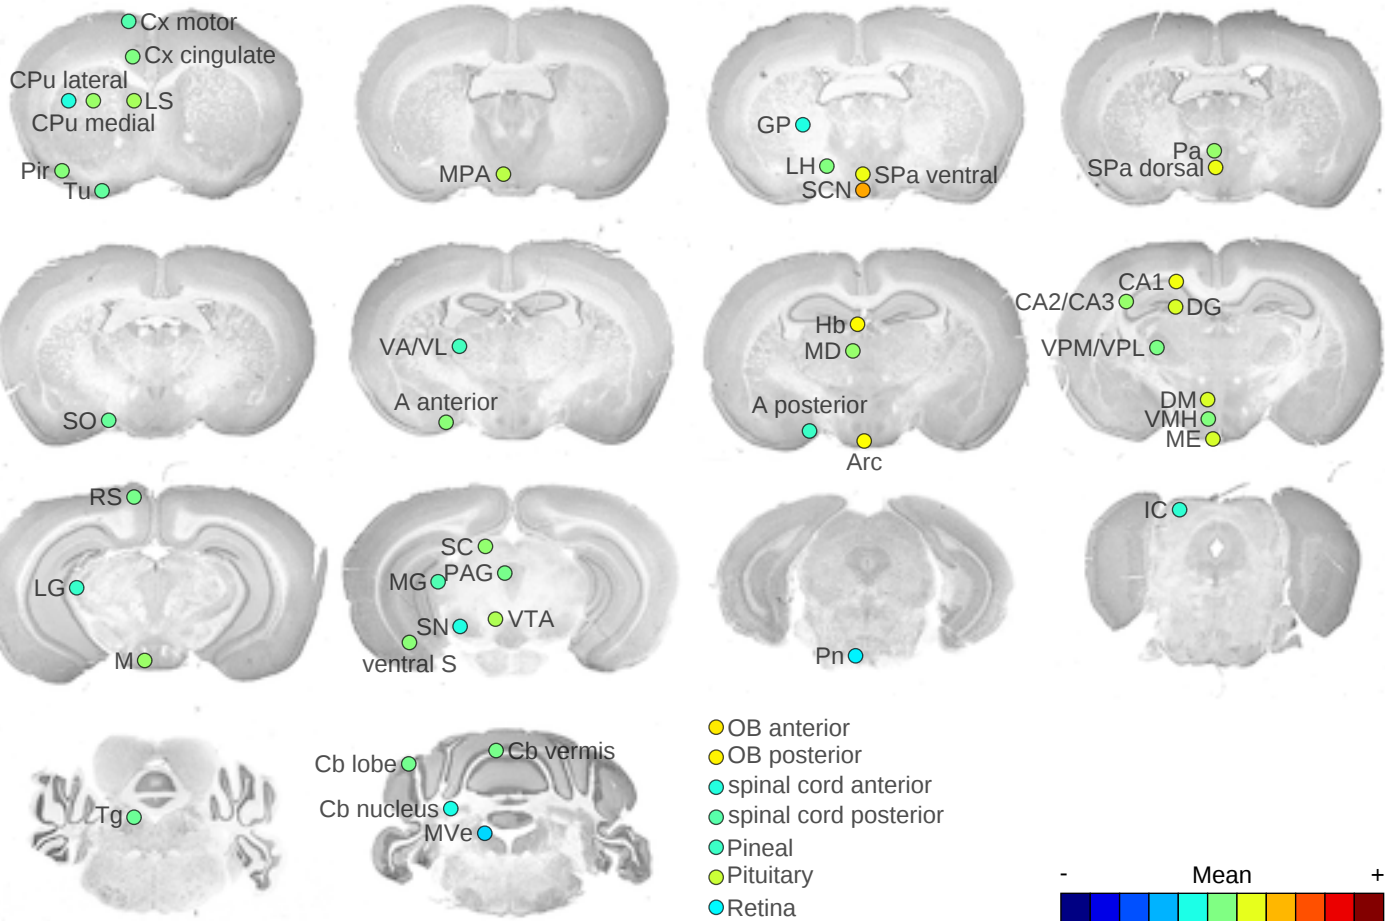 Cx motor
Cx cingulate
CPu lateral
LS
CPu medial
Pir
Tu
MPA
GP
LH
SPa ventral
SCN
Pa
SPa dorsal
SO
VA/VL
A anterior
Hb
MD
A posterior
Arc
CA1
CA2/CA3
DG
VPM/VPL
DM
VMH
ME
RS
LG
M
SC
PAG
MG
SN
VTA
ventral S
Pn
IC
Tg
Cb lobe
Cb vermis
Cb nucleus
MVe
OB anterior
OB posterior
spinal cord anterior
spinal cord posterior
Pineal
Pituitary
Retina
- Mean +